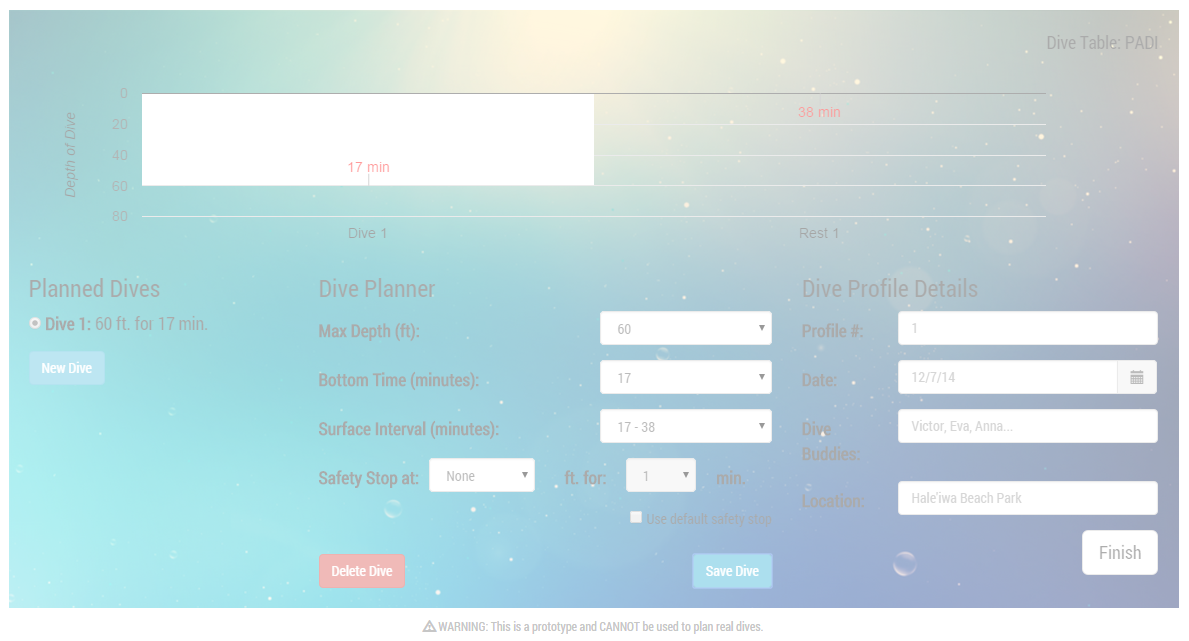 Dive Table: PADI
0
38 min
20
40
17 min
60
80
Depth of Dive
Dive 1
Rest 1
Planned Dives
Dive 1: 60 ft. for 17 min.
New Dive
Dive Planner
Max Depth (ft):
60
Bottom Time (minutes):
17
Surface Interval (minutes):
17 - 38
Safety Stop at:
None
ft. for:
1
min.
Use default safety stop
Delete Dive
Save Dive
Dive Profile Details
Profile #:
1
Date:
12/7/14
Dive
Buddies:
Victor, Eva, Anna...
Location:
Hale'iwa Beach Park
Finish
WARNING: This is a prototype and CANNOT be used to plan real dives.